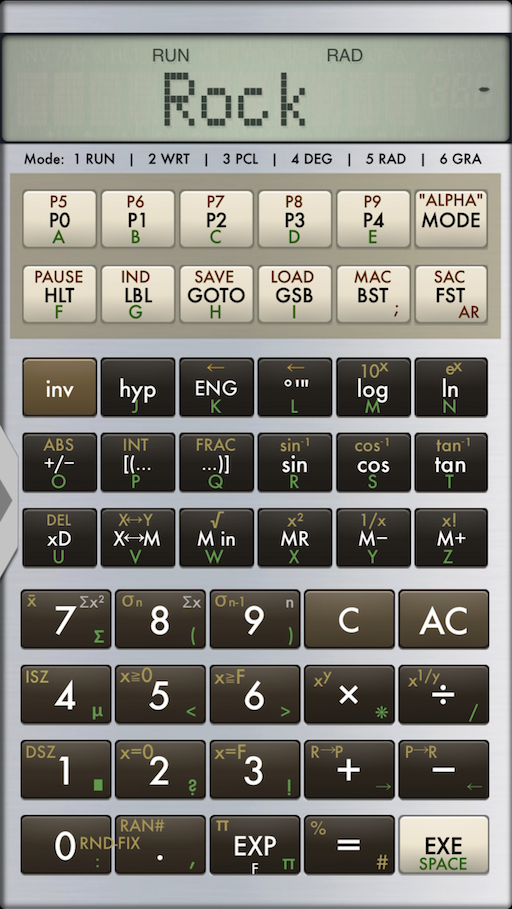 RUN RAD
Rock -
Mode: 1 RUN | 2 WRT | 3 PCL | 4 DEG | 5 RAD | 6 GRA
P5 P6 P7 P8 P9 "ALPHA"
P0 P1 P2 P3 P4 MODE
A B C D E
PAUSE IND SAVE LOAD MAC SAC
HLT LBL GOTO GSB BST FST
F G H I ; AR
← ← 10ˣ eˣ
inv hyp ENG °'" log ln
J K L M N
ABS INT FRAC sin⁻¹ cos⁻¹ tan⁻¹
+/− [(... ...)] sin cos tan
O P Q R S T
DEL X↔Y √ x² 1/x x!
xD X↔M M in MR M− M+
U V W X Y Z
x̄ Σx² σn Σx σn-1 n
7 8 9 C AC
Σ ( )
ISZ x≧0 x≧F xʸ x¹/ʸ
4 5 6 × ÷
μ < > ✳ /
DSZ x=0 x=F R→P P→R
1 2 3 + −
■ ? ! → ←
RAN# π %
0 RND-FIX . EXP = EXE
: , F π # SPACE